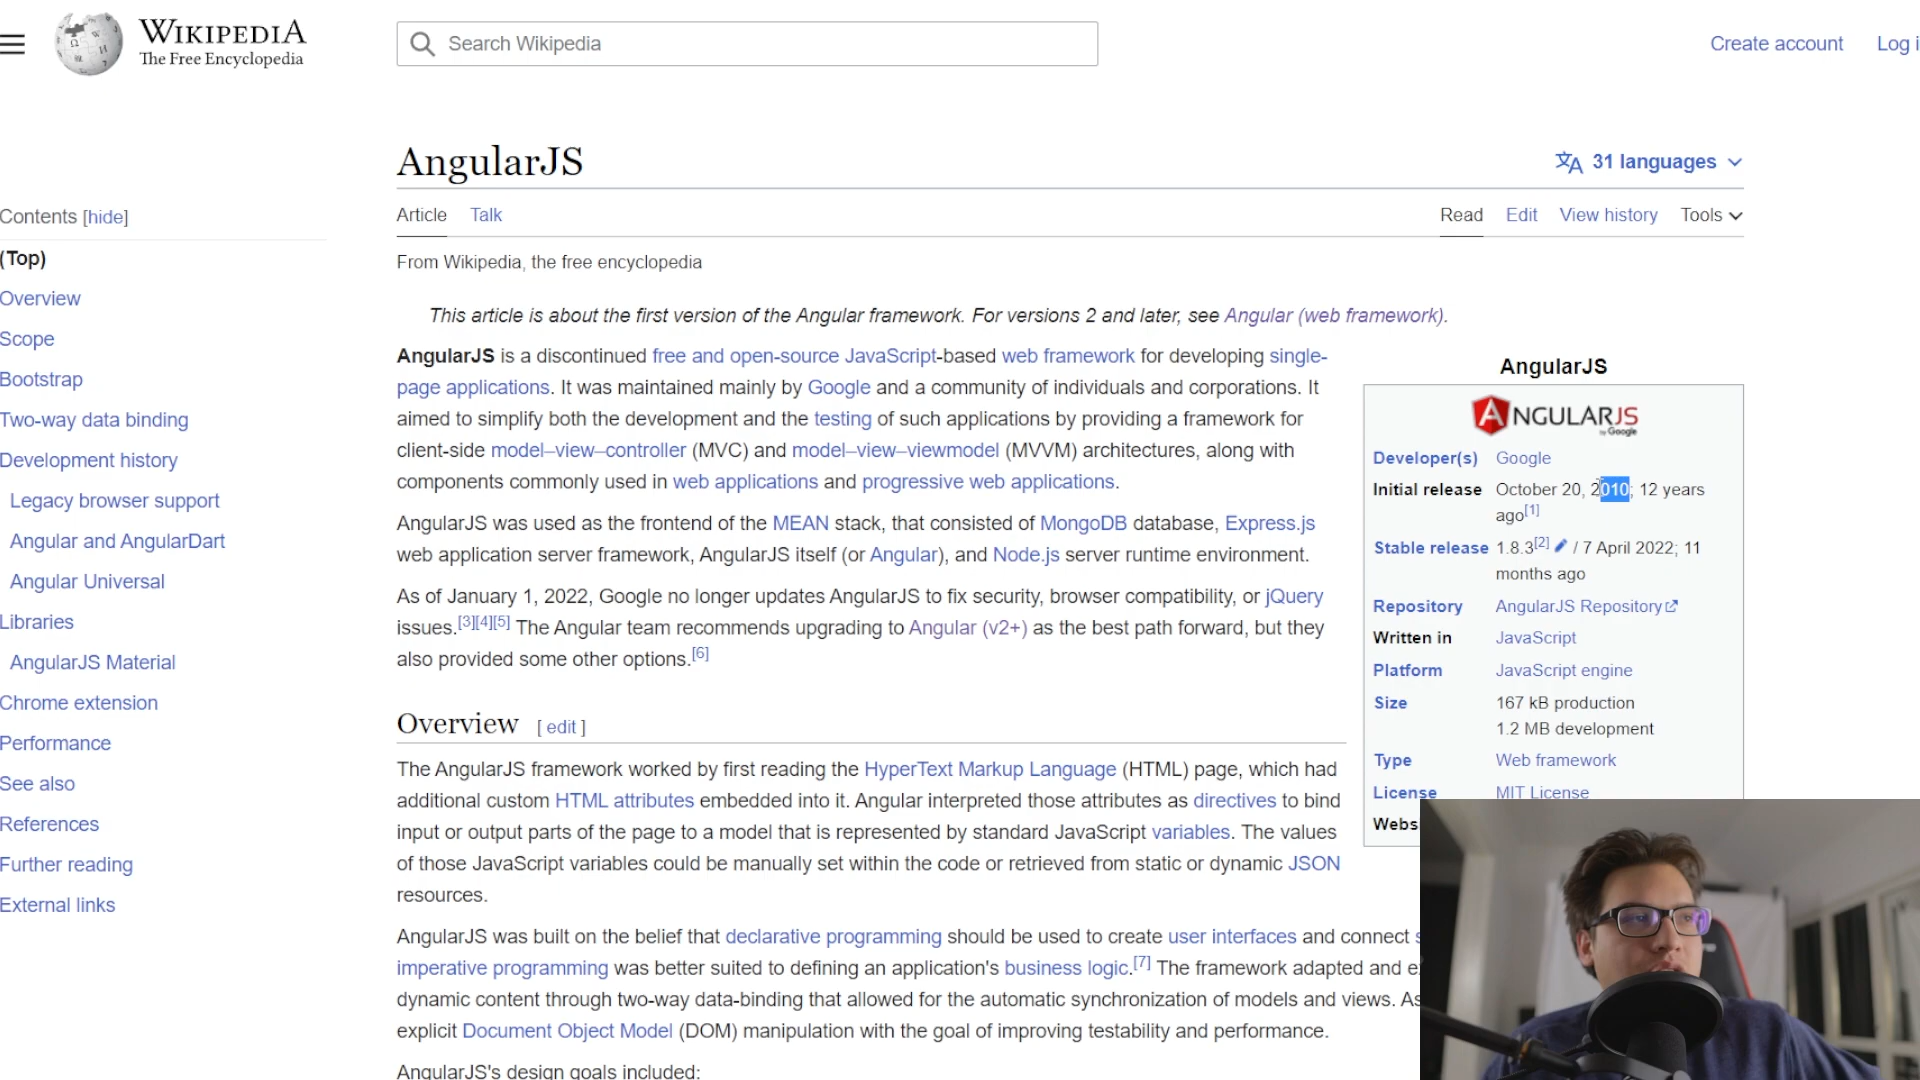 WIKIPEDIA
The Free Encyclopedia
Search Wikipedia
Create account
Log i
AngularJS
31 languages
Article
Talk
Read
Edit
View history
Tools
Contents [hide]
(Top)
Overview
Scope
Bootstrap
Two-way data binding
Development history
Legacy browser support
Angular and AngularDart
Angular Universal
Libraries
AngularJS Material
Chrome extension
Performance
See also
References
Further reading
External links
From Wikipedia, the free encyclopedia
This article is about the first version of the Angular framework. For versions 2 and later, see Angular (web framework).
AngularJS is a discontinued free and open-source JavaScript-based web framework for developing single-
page applications. It was maintained mainly by Google and a community of individuals and corporations. It
aimed to simplify both the development and the testing of such applications by providing a framework for
client-side model–view–controller (MVC) and model–view–viewmodel (MVVM) architectures, along with
components commonly used in web applications and progressive web applications.
AngularJS was used as the frontend of the MEAN stack, that consisted of MongoDB database, Express.js
web application server framework, AngularJS itself (or Angular), and Node.js server runtime environment.
As of January 1, 2022, Google no longer updates AngularJS to fix security, browser compatibility, or jQuery
issues.[3][4][5] The Angular team recommends upgrading to Angular (v2+) as the best path forward, but they
also provided some other options.[6]
Overview [ edit ]
The AngularJS framework worked by first reading the HyperText Markup Language (HTML) page, which had
additional custom HTML attributes embedded into it. Angular interpreted those attributes as directives to bind
input or output parts of the page to a model that is represented by standard JavaScript variables. The values
of those JavaScript variables could be manually set within the code or retrieved from static or dynamic JSON
resources.
AngularJS was built on the belief that declarative programming should be used to create user interfaces and connect s
imperative programming was better suited to defining an application's business logic.[7] The framework adapted and e
dynamic content through two-way data-binding that allowed for the automatic synchronization of models and views. As
explicit Document Object Model (DOM) manipulation with the goal of improving testability and performance.
AngularJS's design goals included:
AngularJS
ANGULARJS
by Google
Developer(s) Google
Initial release October 20, 2010; 12 years
ago[1]
Stable release 1.8.3[2] / 7 April 2022; 11
months ago
Repository AngularJS Repository
Written in JavaScript
Platform JavaScript engine
Size 167 kB production
1.2 MB development
Type Web framework
License MIT License
Webs